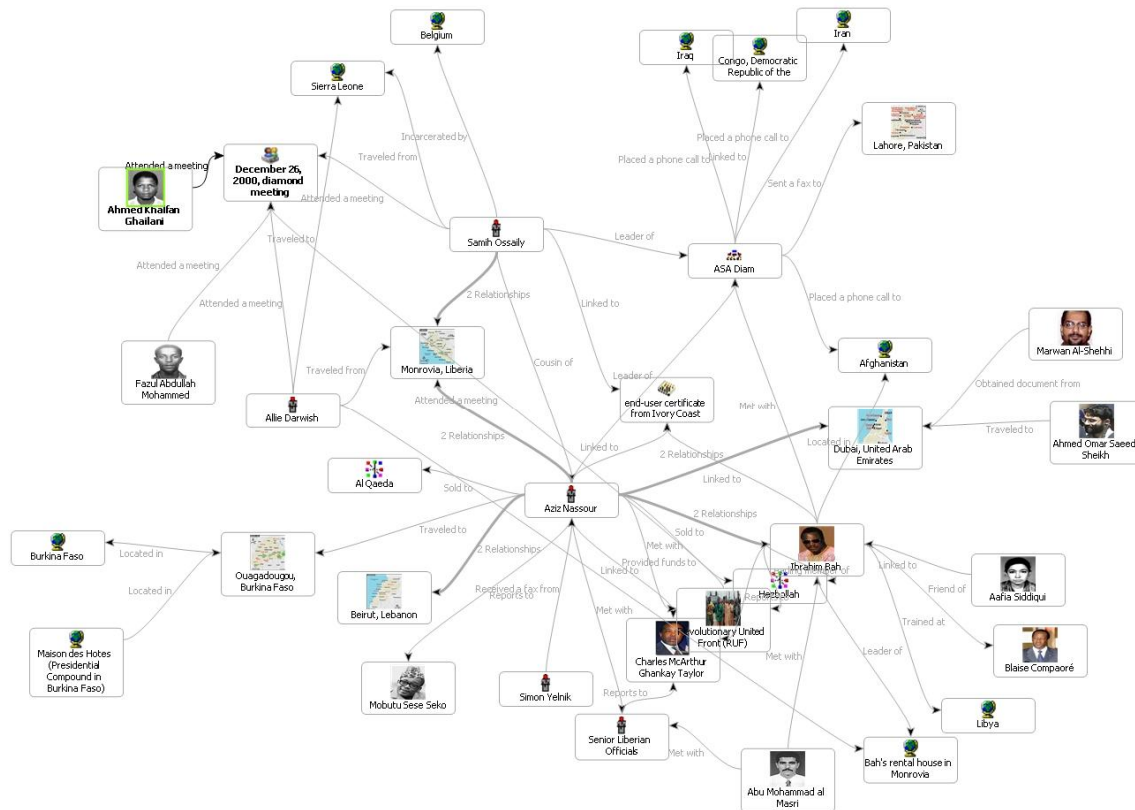 Belgium
Iran
Iraq
Congo, Democratic
Republic of the
Sierra Leone
Incarcerated by
Placed a phone call to
Placed a phone call to
Linked to
Lahore, Pakistan
Traveled from
Attended a meeting
December 26,
2000, diamond
meeting
Sent a fax to
Attended a meeting
Ahmed Khalfan
Ghailani
Traveled to
Leader of
Samih Ossaily
ASA Diam
Attended a meeting
2 Relationships
Linked to
Placed a phone call to
Attended a meeting
Marwan Al-Shehhi
Fazul Abdullah
Mohammed
Monrovia, Liberia
Cousin of
Afghanistan
Traveled from
Leader of
Obtained document from
Allie Darwish
Attended a meeting
end-user certificate
from Ivory Coast
Met with
Traveled to
Ahmed Omar Saeed
Sheikh
2 Relationships
Linked to
2 Relationships
Located in
Dubai, United Arab
Emirates
Al Qaeda
Sold to
Linked to
Aziz Nassour
Traveled to
2 Relationships
Sold to
Burkina Faso
Located in
Ouagadougou,
Burkina Faso
2 Relationships
Met with
Provided funds to
Linked to
Ibrahim Bah
Linked to
Located in
Received a fax from
Reports to
member of
Hezbollah
Reports to
Friend of
Aafia Siddiqui
Beirut, Lebanon
Met with
evolutionary United
Front (RUF)
Trained at
Maison des Hotes
(Presidential
Compound in
Burkina Faso)
Charles McArthur
Ghankay Taylor
Met with
Leader of
Blaise Compaoré
Mobutu Sese Seko
Simon Yelnik
Reports to
Libya
Senior Liberian
Officials
Met with
Bah's rental house in
Monrovia
Abu Mohammad al
Masri